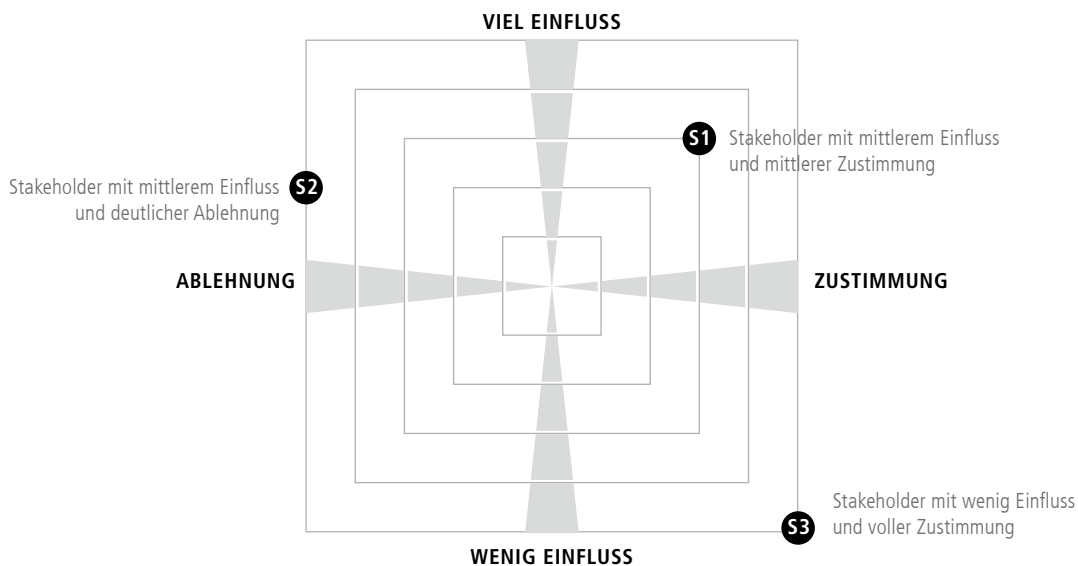 VIEL EINFLUSS
S1
Stakeholder mit mittlerem Einfluss
und mittlerer Zustimmung
Stakeholder mit mittlerem Einfluss
und deutlicher Ablehnung
S2
ABLEHNUNG
ZUSTIMMUNG
Stakeholder mit wenig Einfluss
und voller Zustimmung
S3
WENIG EINFLUSS